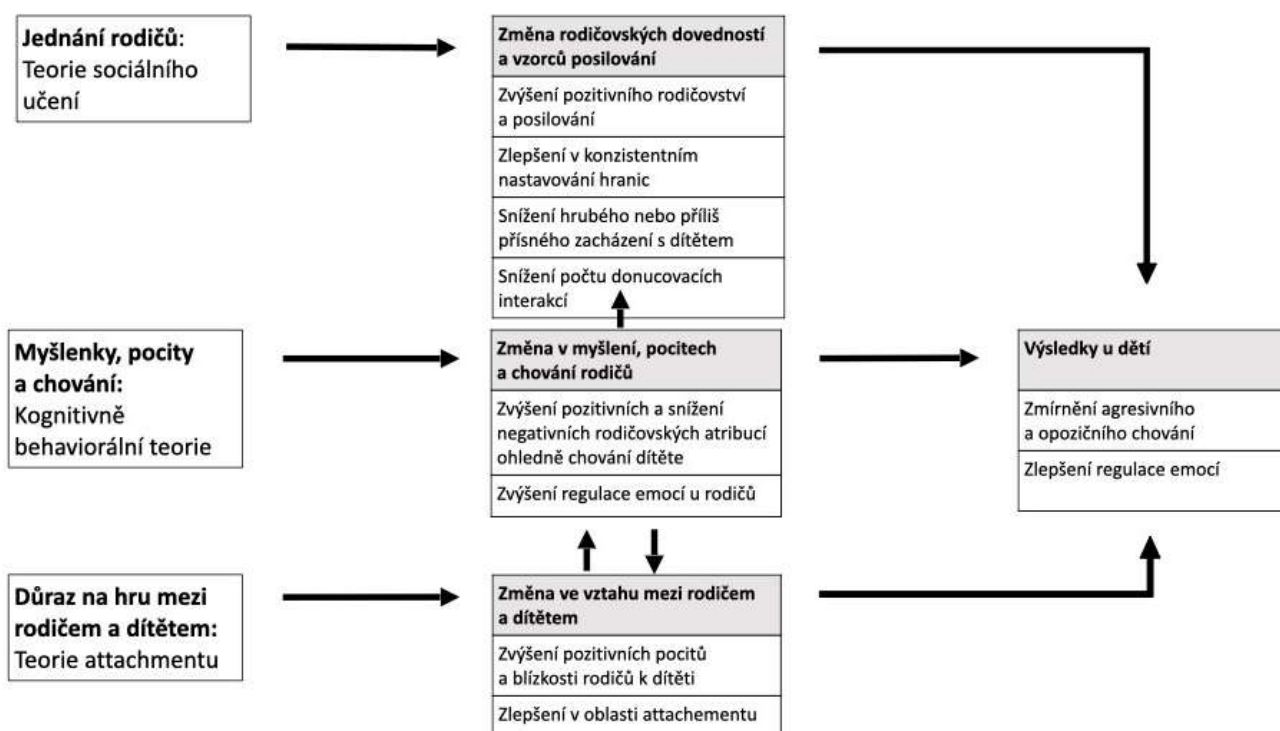 Jednání rodičů:
Teorie sociálního
učení
Změna rodičovských dovedností
a vzorců posilování
Zvýšení pozitivního rodičovství
a posilování
Zlepšení v konzistentním
nastavování hranic
Snížení hrubého nebo příliš
přísného zacházení s dítětem
Snížení počtu donucovacích
interakcí
Myšlenky, pocity
a chování:
Kognitivně
behaviorální teorie
Změna v myšlení, pocitech
a chování rodičů
Zvýšení pozitivních a snížení
negativních rodičovských atribucí
ohledně chování dítěte
Zvýšení regulace emocí u rodičů
Výsledky u dětí
Zmírnění agresivního
a opozičního chování
Zlepšení regulace emocí
Důraz na hru mezi
rodičem a dítětem:
Teorie attachmentu
Změna ve vztahu mezi rodičem
a dítětem
Zvýšení pozitivních pocitů
a blízkosti rodičů k dítěti
Zlepšení v oblasti attachementu